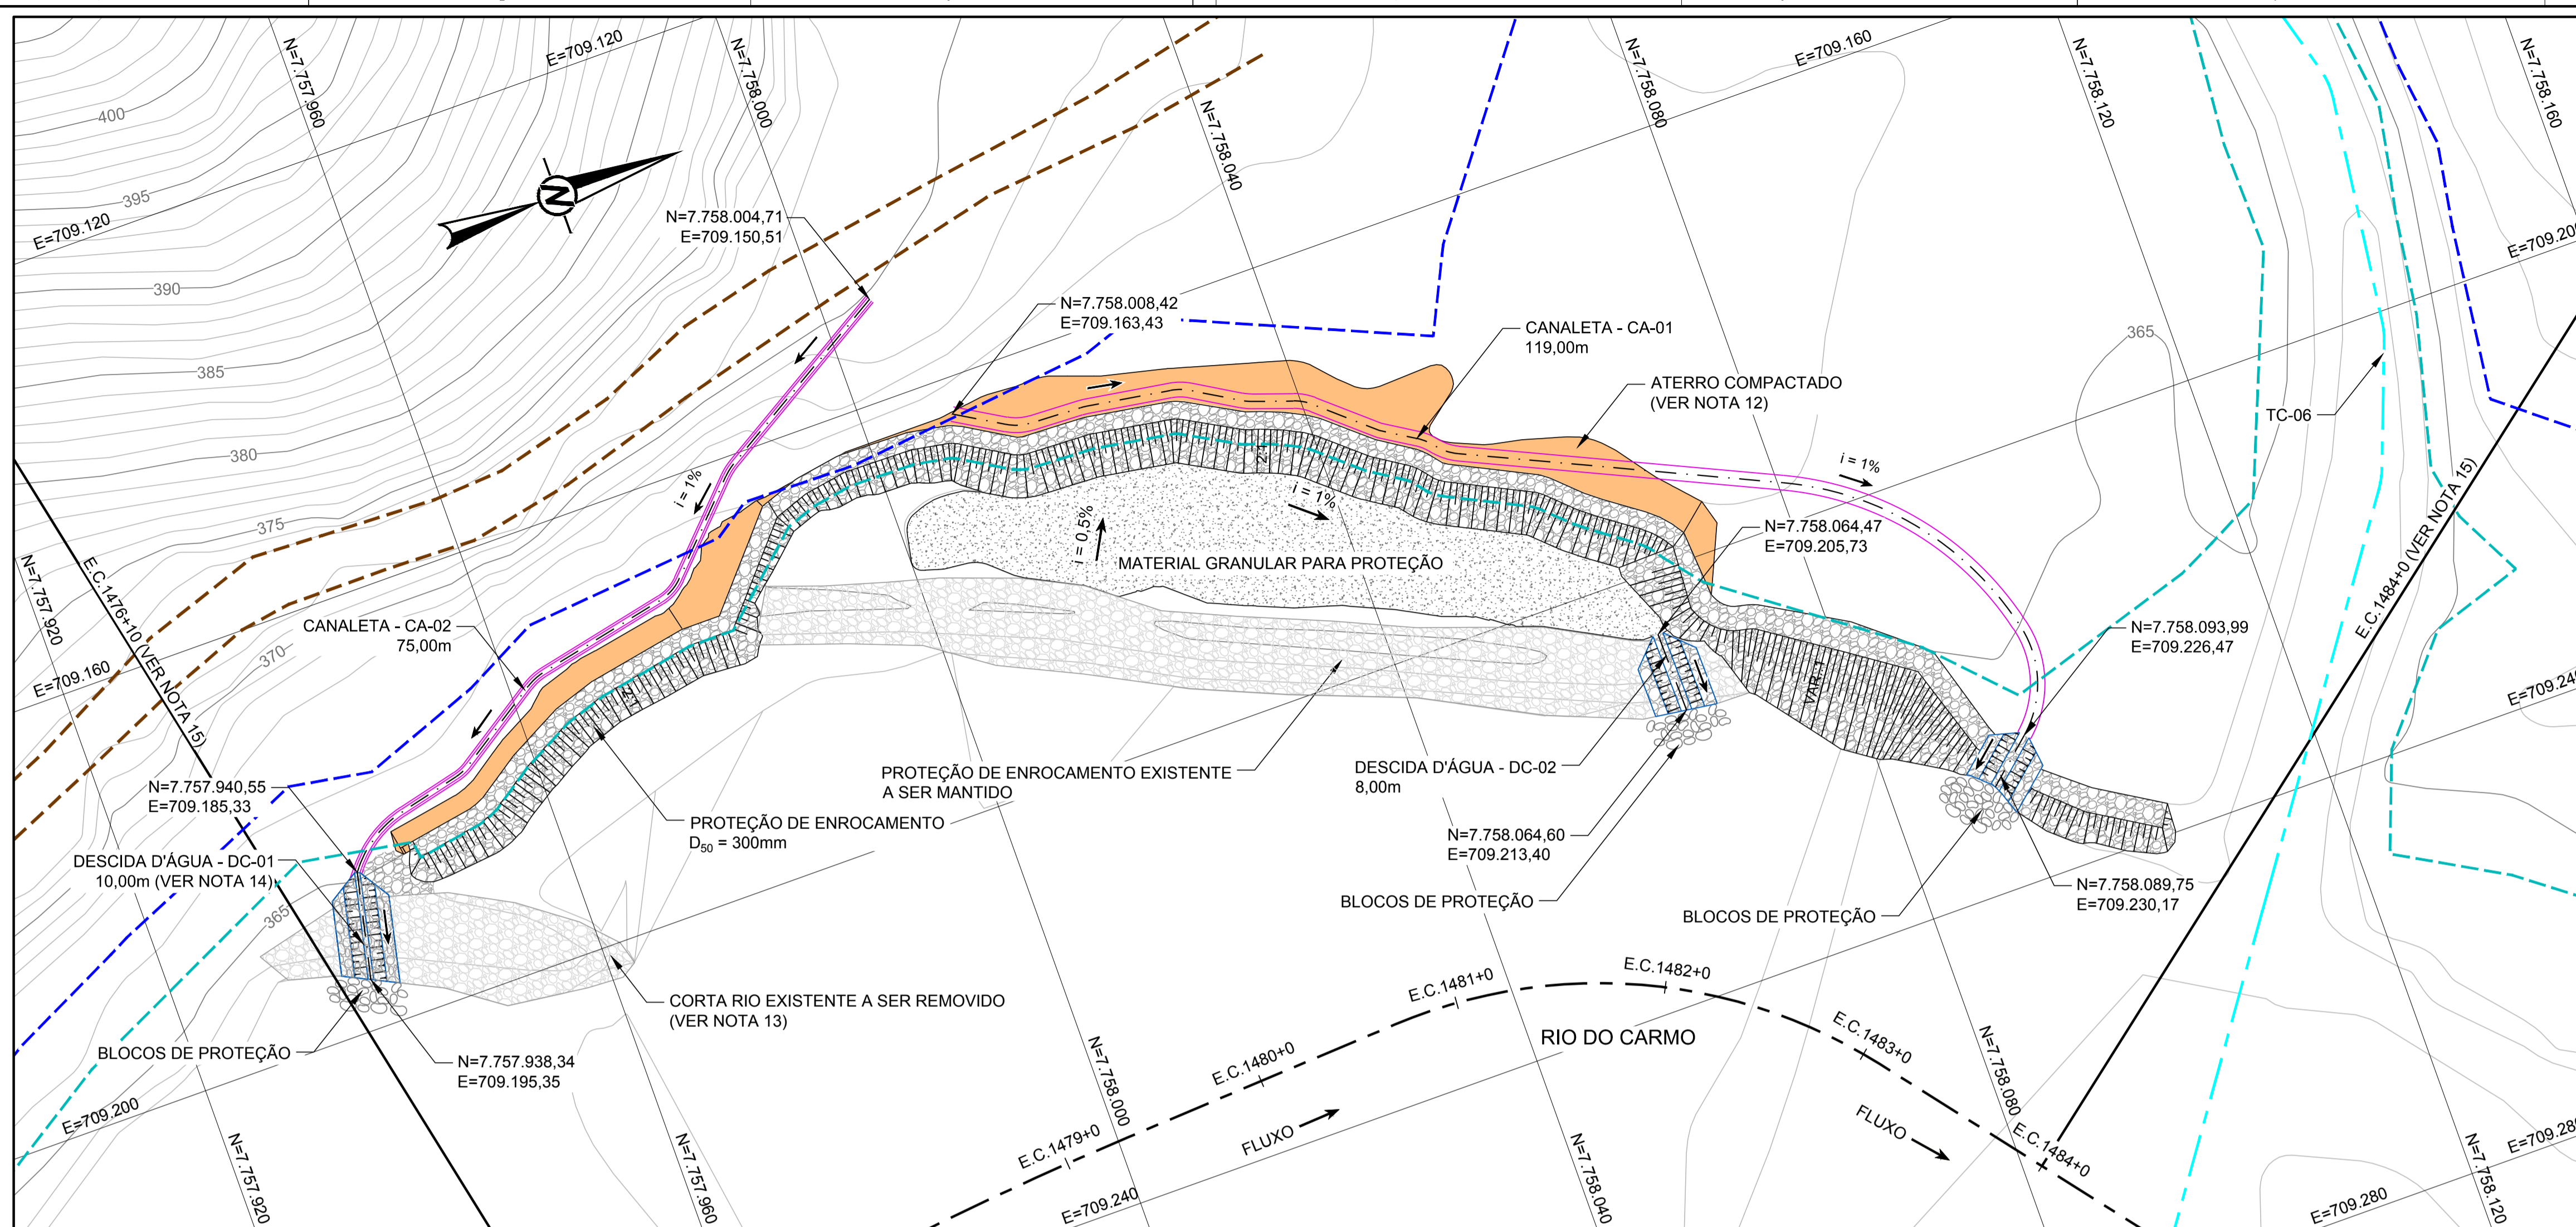 N=7.757.960
E=709.120
N=7.758.000
N=7.758.040
N=7.758.080
E=709.160
N=7.758.120
N=7.758.160
400
395
390
385
380
375
370
365
E=709.120
N
N=7.758.004,71
E=709.150,51
N=7.758.008,42
E=709.163,43
CANALETA - CA-01
119,00m
ATERRO COMPACTADO
(VER NOTA 12)
365
TC-06
E=709.200
i = 1%
i = 1%
2:1
i = 1%
i = 0,5%
MATERIAL GRANULAR PARA PROTEÇÃO
N=7.758.064,47
E=709.205,73
E.C.1484+0 (VER NOTA 15)
N=7.757.920
E.C.1476+10 (VER NOTA 15)
E=709.160
CANALETA - CA-02
75,00m
2:1
VAR:1
N=7.758.093,99
E=709.226,47
E=709.240
N=7.757.940,55
E=709.185,33
PROTEÇÃO DE ENROCAMENTO EXISTENTE
A SER MANTIDO
DESCIDA D'ÁGUA - DC-02
8,00m
PROTEÇÃO DE ENROCAMENTO
D50 = 300mm
N=7.758.064,60
E=709.213,40
DESCIDA D'ÁGUA - DC-01
10,00m (VER NOTA 14)
BLOCOS DE PROTEÇÃO
BLOCOS DE PROTEÇÃO
N=7.758.089,75
E=709.230,17
CORTA RIO EXISTENTE A SER REMOVIDO
(VER NOTA 13)
BLOCOS DE PROTEÇÃO
N=7.757.938,34
E=709.195,35
E=709.200
E.C.1479+0
E.C.1480+0
E.C.1481+0
E.C.1482+0
E.C.1483+0
E.C.1484+0
RIO DO CARMO
FLUXO
FLUXO
N=7.757.920
N=7.757.960
N=7.758.000
N=7.758.040
N=7.758.080
N=7.758.120
E=709.240
E=709.280